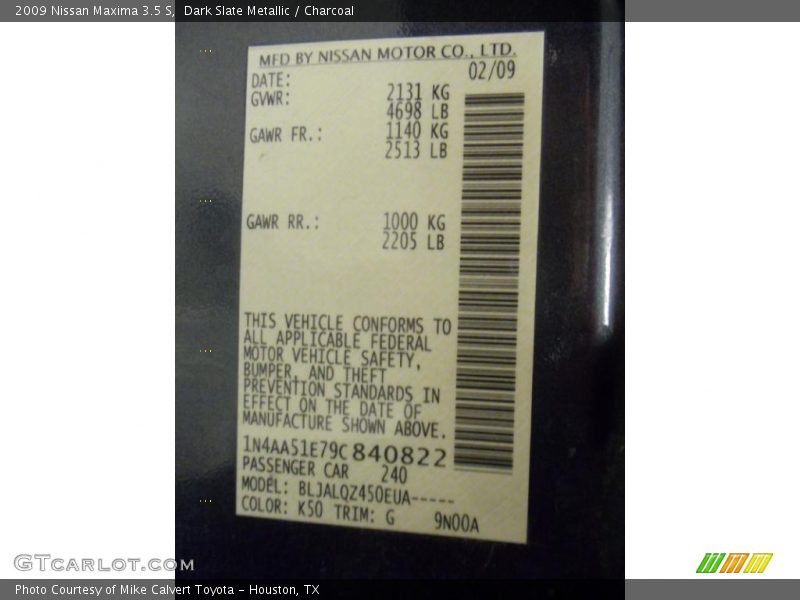 2009 Nissan Maxima 3.5 S, Dark Slate Metallic / Charcoal
MFD BY NISSAN MOTOR CO., LTD.
DATE: 02/09
GVWR: 2131 KG
4698 LB
GAWR FR.: 1140 KG
2513 LB
GAWR RR.: 1000 KG
2205 LB
THIS VEHICLE CONFORMS TO
ALL APPLICABLE FEDERAL
MOTOR VEHICLE SAFETY,
BUMPER, AND THEFT
PREVENTION STANDARDS IN
EFFECT ON THE DATE OF
MANUFACTURE SHOWN ABOVE.
1N4AA51E79C840822
PASSENGER CAR 240
MODEL: BLJALQZ450EUA-----
COLOR: K50 TRIM: G 9N00A
GTCARLOT.COM
Photo Courtesy of Mike Calvert Toyota - Houston, TX